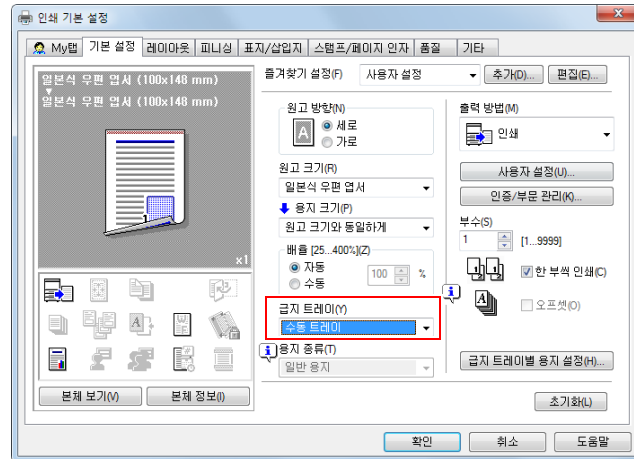 인쇄 기본 설정
My탭 기본 설정 레이아웃 피니싱 표지/삽입지 스탬프/페이지 인자 품질 기타
일본식 우편 엽서 (100x148 mm)
일본식 우편 엽서 (100x148 mm)
1
x1
본체 보기(V) 본체 정보(I)
즐겨찾기 설정(F) 사용자 설정 추가(D)... 편집(E)...
원고 방향(N)
A 세로
가로
원고 크기(R)
일본식 우편 엽서
용지 크기(P)
원고 크기와 동일하게
배율 [25...400%](Z)
자동
수동
100 %
급지 트레이(Y)
수동 트레이
용지 종류(T)
일반 용지
출력 방법(M)
인쇄
사용자 설정(U)...
인증/부문 관리(K)...
부수(S)
1 [1...9999]
한 부씩 인쇄(C)
오프셋(O)
급지 트레이별 용지 설정(H)...
초기화(L)
확인 취소 도움말